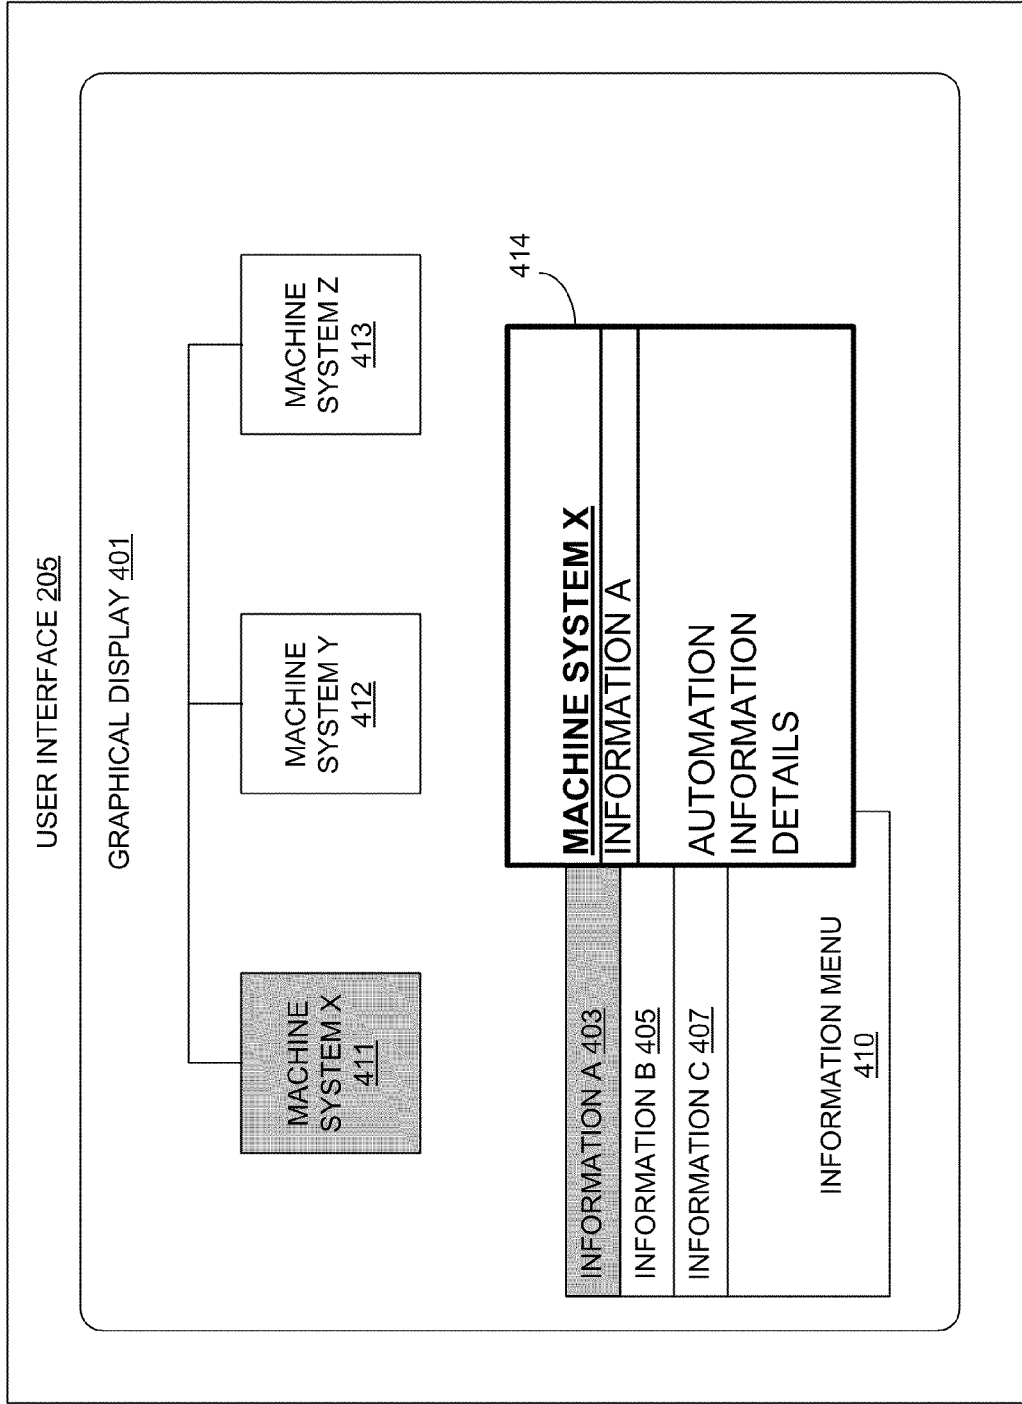 USER INTERFACE 205
GRAPHICAL DISPLAY 401
MACHINE
SYSTEM X
411
MACHINE
SYSTEM Y
412
MACHINE
SYSTEM Z
413
414
INFORMATION A 403
INFORMATION B 405
INFORMATION C 407
INFORMATION MENU
410
MACHINE SYSTEM X
INFORMATION A
AUTOMATION
INFORMATION
DETAILS